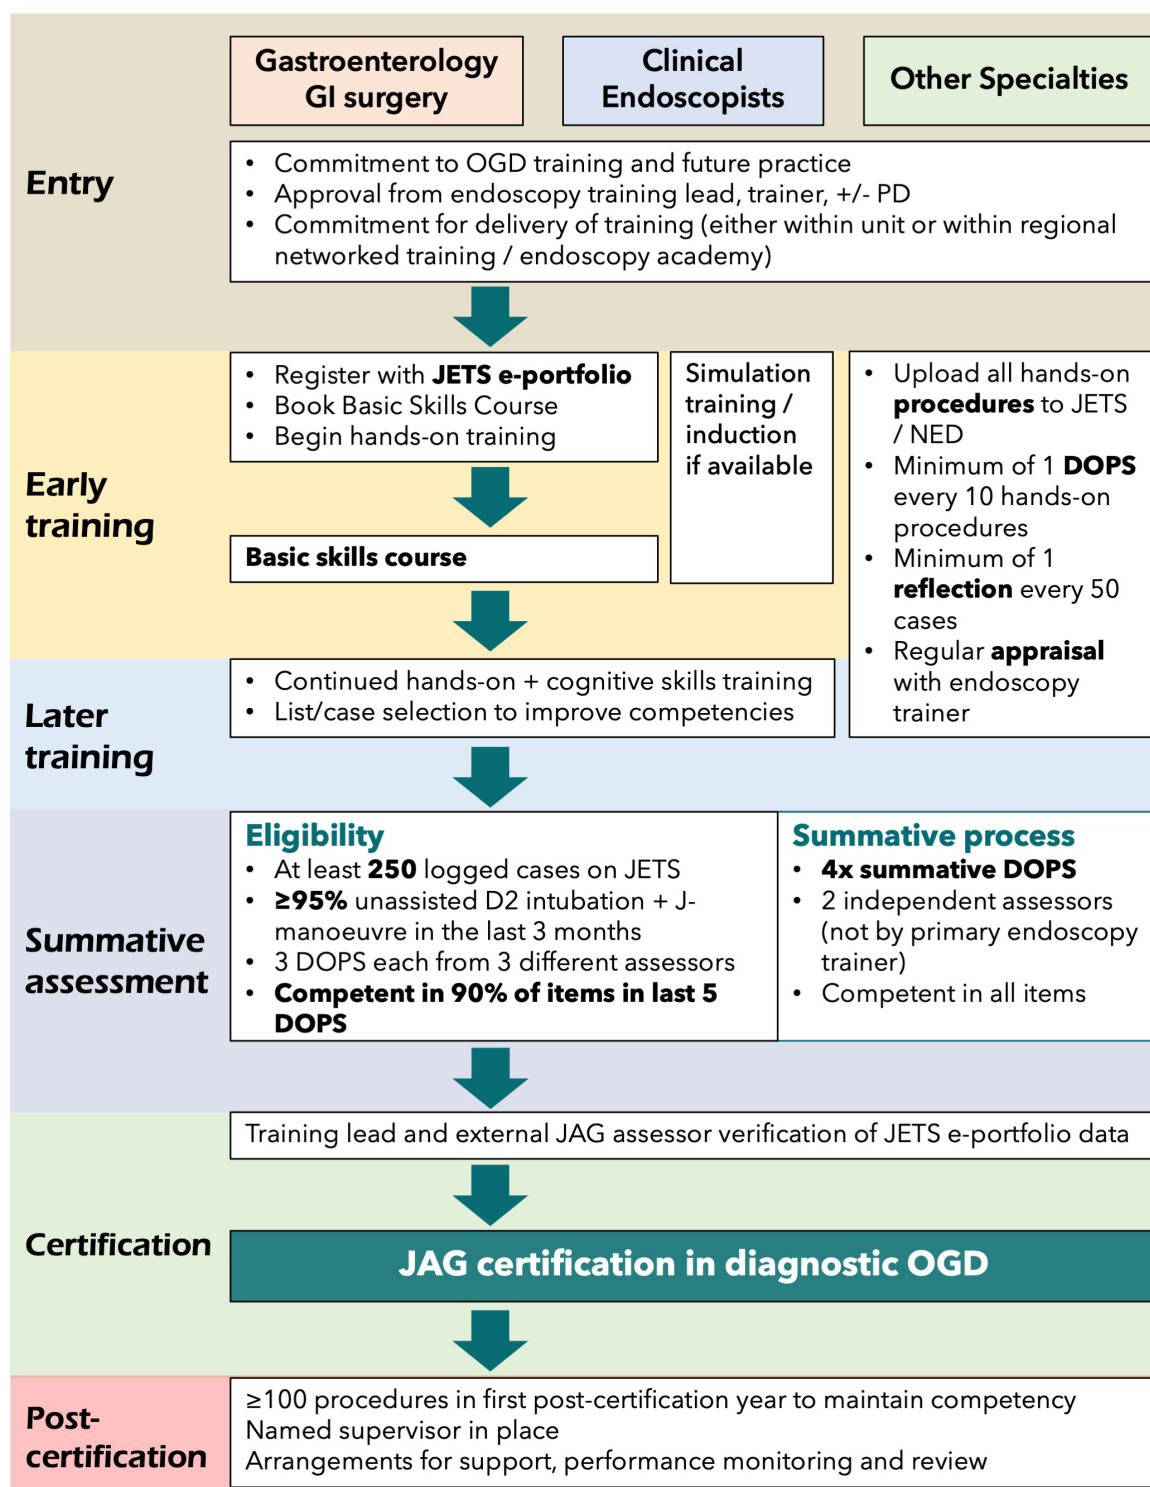 Gastroenterology
GI surgery
Clinical
Endoscopists
Other Specialties
Entry
• Commitment to OGD training and future practice
• Approval from endoscopy training lead, trainer, +/- PD
• Commitment for delivery of training (either within unit or within regional
networked training / endoscopy academy)
Early
training
• Register with JETS e-portfolio
• Book Basic Skills Course
• Begin hands-on training
Basic skills course
Simulation
training /
induction
if available
• Upload all hands-on
procedures to JETS
/ NED
• Minimum of 1 DOPS
every 10 hands-on
procedures
• Minimum of 1
reflection every 50
cases
• Regular appraisal
with endoscopy
trainer
Later
training
• Continued hands-on + cognitive skills training
• List/case selection to improve competencies
Summative
assessment
Eligibility
• At least 250 logged cases on JETS
• ≥95% unassisted D2 intubation + J-
manoeuvre in the last 3 months
• 3 DOPS each from 3 different assessors
• Competent in 90% of items in last 5
DOPS
Summative process
• 4x summative DOPS
• 2 independent assessors
(not by primary endoscopy
trainer)
• Competent in all items
Certification
Training lead and external JAG assessor verification of JETS e-portfolio data
JAG certification in diagnostic OGD
Post-
certification
≥100 procedures in first post-certification year to maintain competency
Named supervisor in place
Arrangements for support, performance monitoring and review